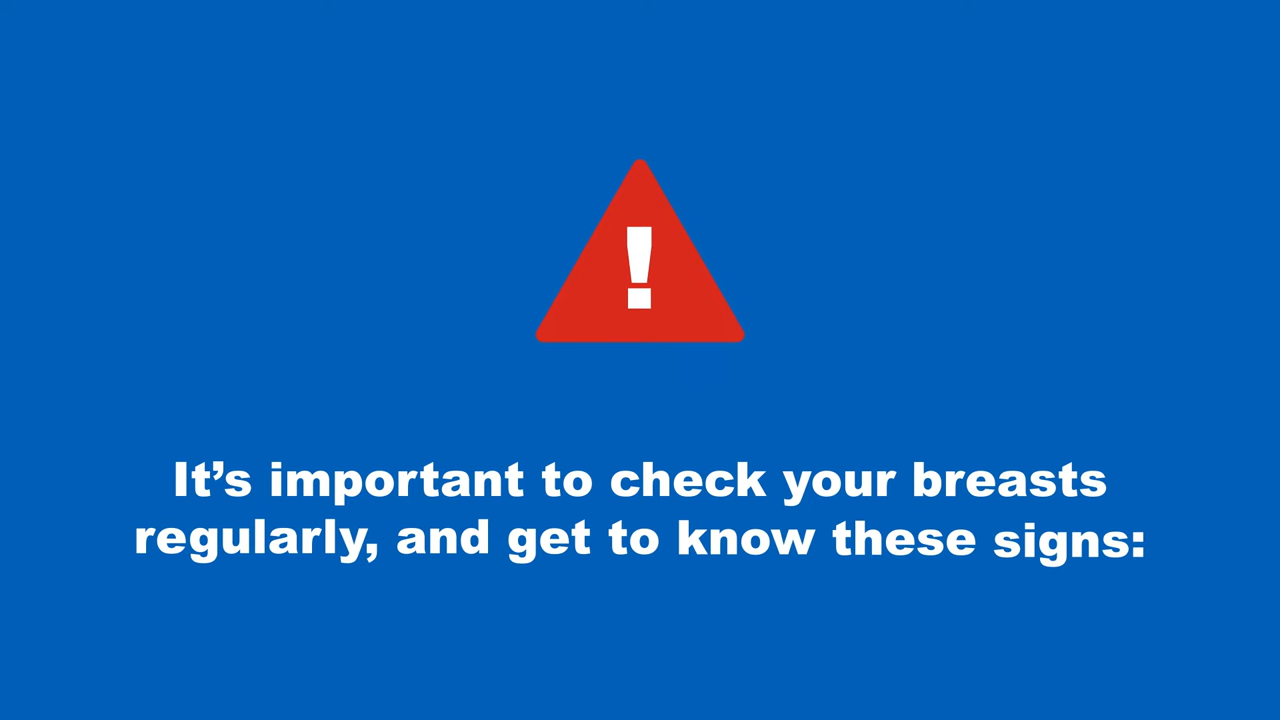 !
It’s important to check your breasts
regularly, and get to know these signs: